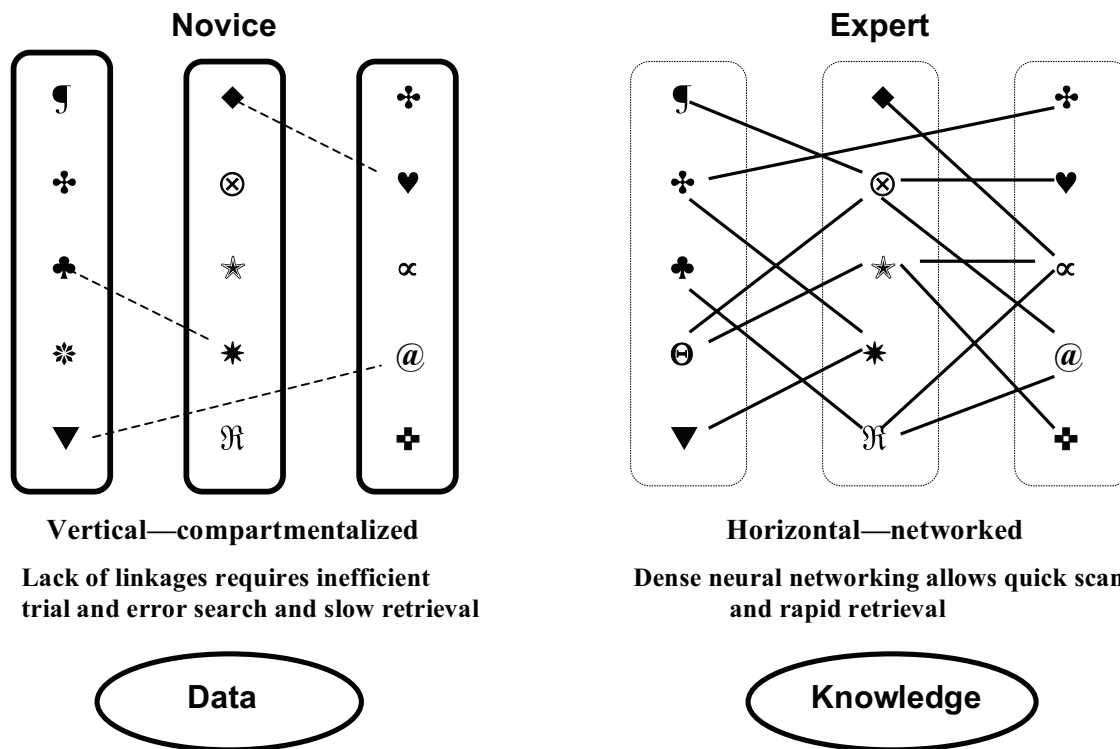 Novice
Vertical—compartmentalized
Lack of linkages requires inefficient
trial and error search and slow retrieval
Data
Expert
Horizontal—networked
Dense neural networking allows quick scan
and rapid retrieval
Knowledge